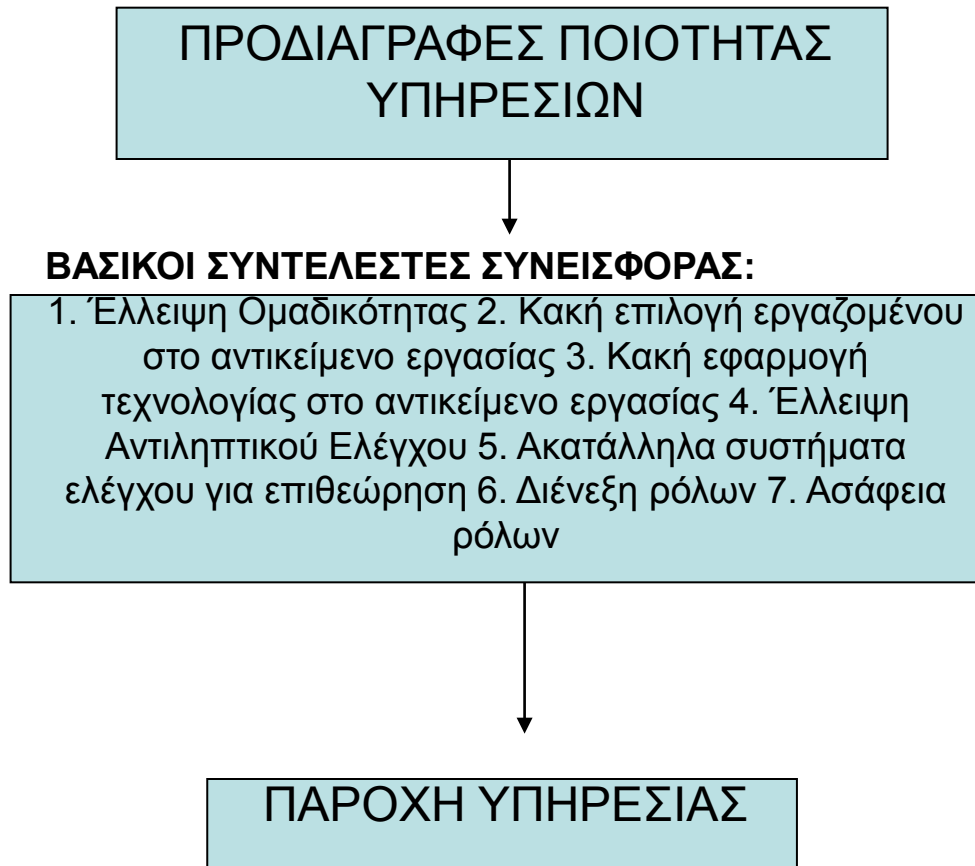 ΠΡΟΔΙΑΓΡΑΦΕΣ ΠΟΙΟΤΗΤΑΣ
ΥΠΗΡΕΣΙΩΝ
ΒΑΣΙΚΟΙ ΣΥΝΤΕΛΕΣΤΕΣ ΣΥΝΕΙΣΦΟΡΑΣ:
1. Έλλειψη Ομαδικότητας 2. Κακή επιλογή εργαζομένου
στο αντικείμενο εργασίας 3. Κακή εφαρμογή
τεχνολογίας στο αντικείμενο εργασίας 4. Έλλειψη
Αντιληπτικού Ελέγχου 5. Ακατάλληλα συστήματα
ελέγχου για επιθεώρηση 6. Διένεξη ρόλων 7. Ασάφεια
ρόλων
ΠΑΡΟΧΗ ΥΠΗΡΕΣΙΑΣ